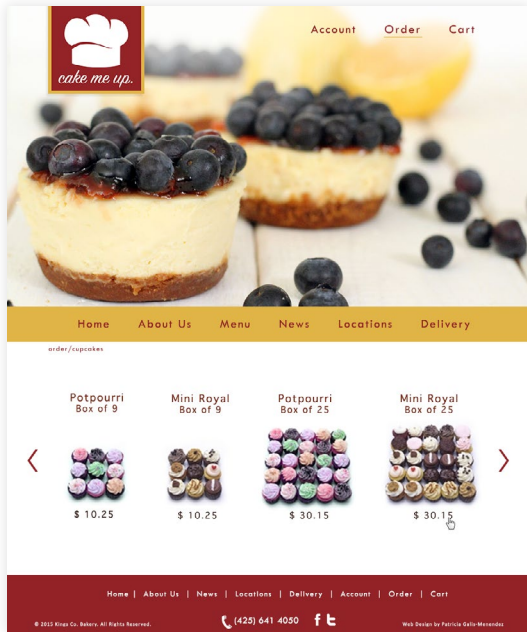 cake me up.
Account Order Cart
Home About Us Menu News Locations Delivery
order/cupcakes
Potpourri
Box of 9
$ 10.25
Mini Royal
Box of 9
$ 10.25
Potpourri
Box of 25
$ 30.15
Mini Royal
Box of 25
$ 30.15
Home | About Us | News | Locations | Delivery | Account | Order | Cart
© 2015 Kings Co. Bakery. All Rights Reserved.
(425) 641 4050
Web Design by Patricia Galis-Menendez